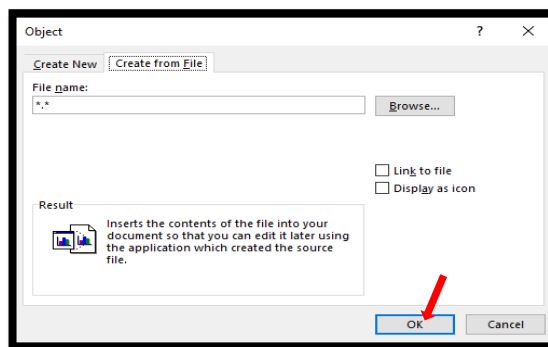 Object ? ×
Create New Create from File
File name:
*.*
Browse...
Link to file
Display as icon
Result
Inserts the contents of the file into your
document so that you can edit it later using
the application which created the source
file.
OK Cancel